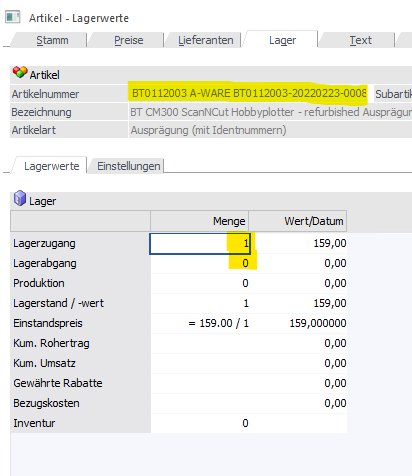 Artikel - Lagerwerte
Stamm Preise Lieferanten Lager Text
Artikel
Artikelnummer BT0112003 A-WARE BT0112003-20220223-0008 Subartik
Bezeichnung BT CM300 ScanNCut Hobbyplotter - refurbished Ausprägung
Artikelart Ausprägung (mit Identnummern)
Lagerwerte Einstellungen
Lager
Menge Wert/Datum
Lagerzugang 1 159,00
Lagerabgang 0 0,00
Produktion 0 0,00
Lagerstand / -wert 1 159,00
Einstandspreis = 159.00 / 1 159,000000
Kum. Rohertrag 0,00
Kum. Umsatz 0,00
Gewährte Rabatte 0,00
Bezugskosten 0,00
Inventur 0